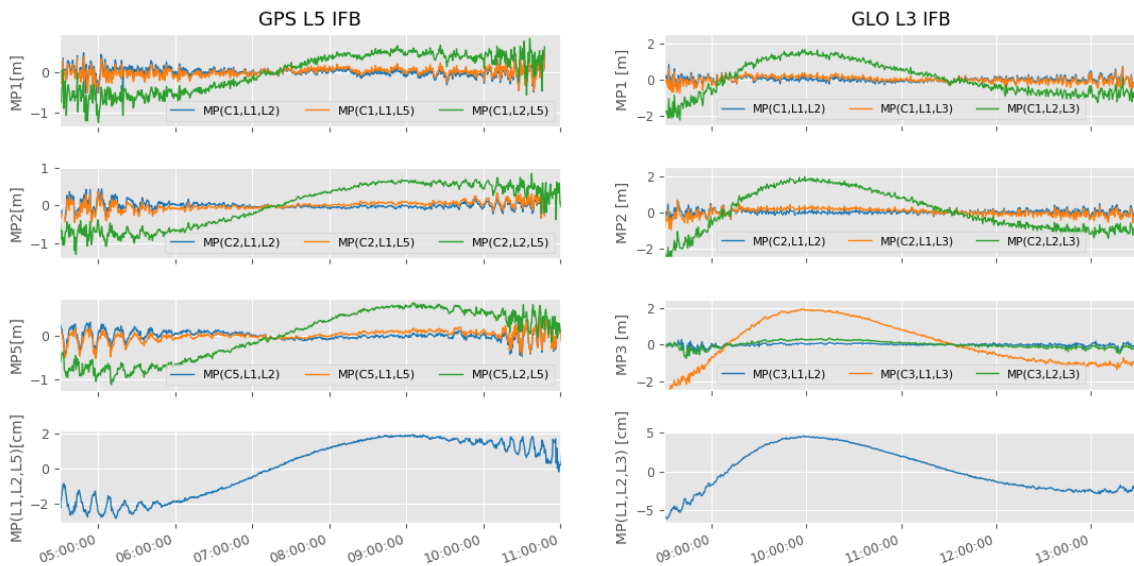 GPS L5 IFB
MP1[m]
0
−1
MP(C1,L1,L2) MP(C1,L1,L5) MP(C1,L2,L5)
MP2[m]
1
0
−1
MP(C2,L1,L2) MP(C2,L1,L5) MP(C2,L2,L5)
MP5[m]
0
−1
MP(C5,L1,L2) MP(C5,L1,L5) MP(C5,L2,L5)
MP(L1,L2,L5)[cm]
2
0
−2
05:00:00 06:00:00 07:00:00 08:00:00 09:00:00 10:00:00 11:00:00
GLO L3 IFB
MP1 [m]
2
0
−2
MP(C1,L1,L2) MP(C1,L1,L3) MP(C1,L2,L3)
MP2 [m]
2
0
−2
MP(C2,L1,L2) MP(C2,L1,L3) MP(C2,L2,L3)
MP3 [m]
2
0
−2
MP(C3,L1,L2) MP(C3,L1,L3) MP(C3,L2,L3)
MP(L1,L2,L3) [cm]
5
0
−5
09:00:00 10:00:00 11:00:00 12:00:00 13:00:00